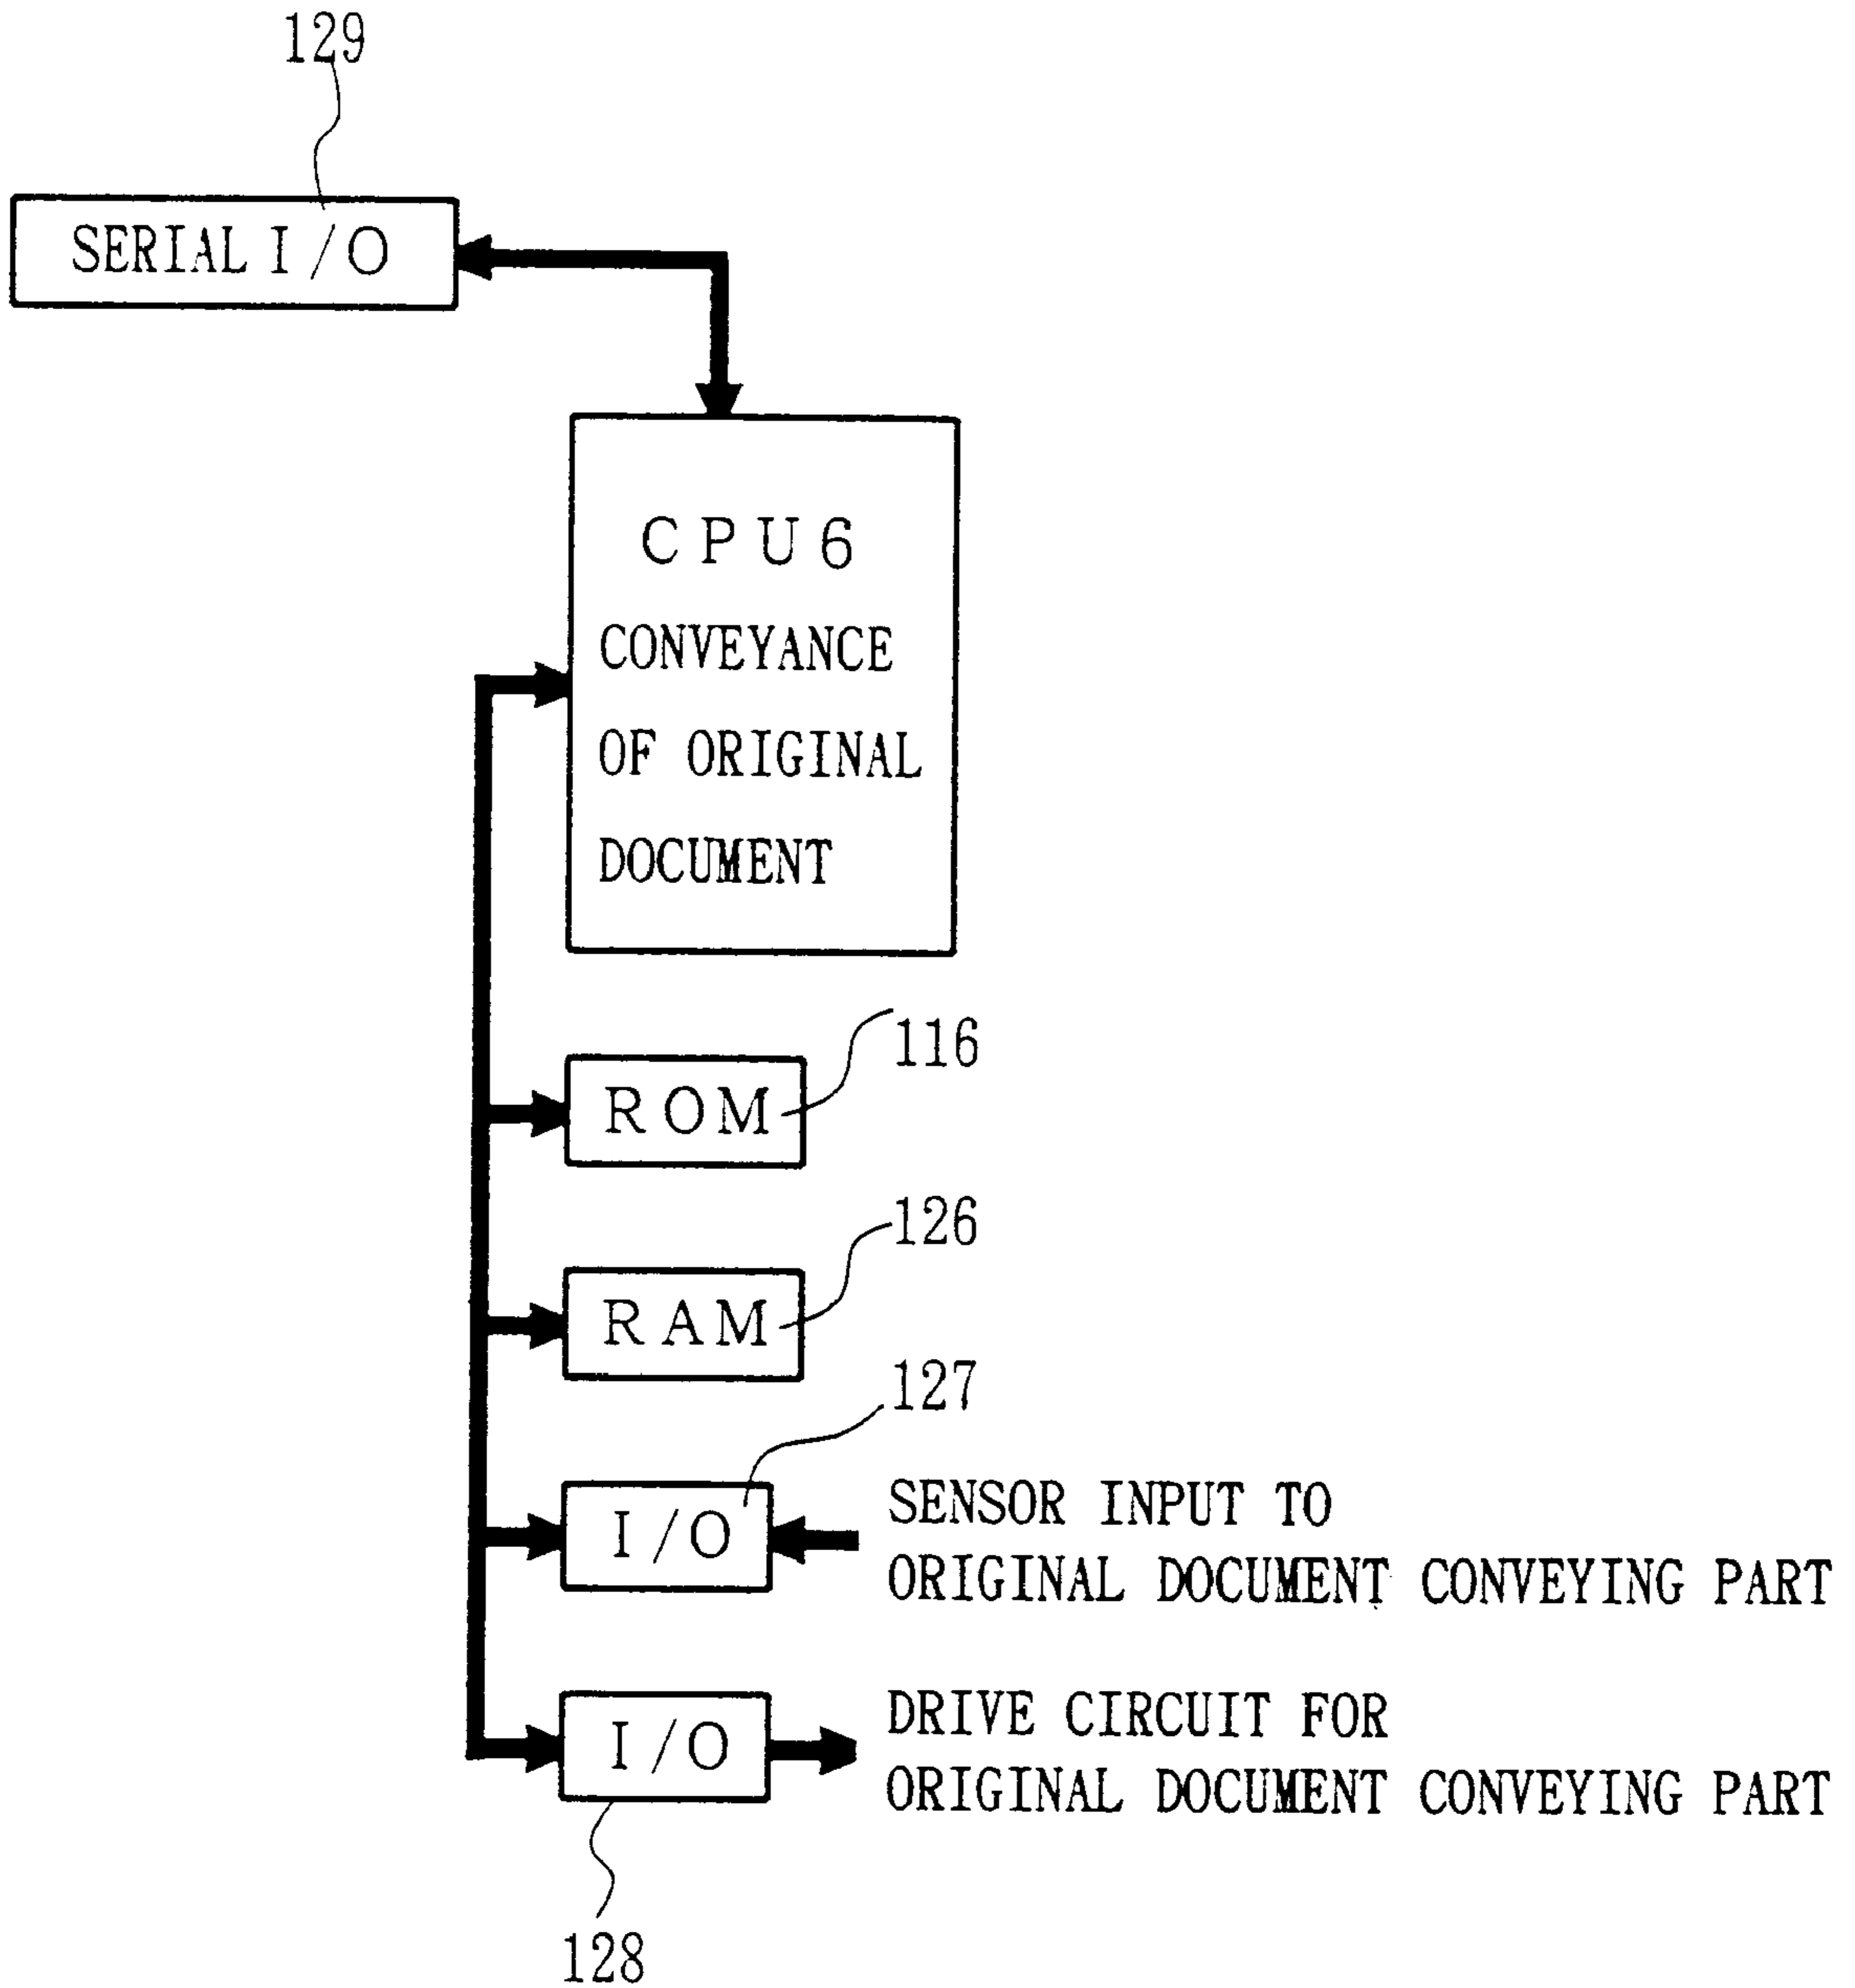 129
SERIAL I/O
CPU6
CONVEYANCE
OF ORIGINAL
DOCUMENT
116
ROM
126
RAM
127
I/O
SENSOR INPUT TO
ORIGINAL DOCUMENT CONVEYING PART
I/O
DRIVE CIRCUIT FOR
ORIGINAL DOCUMENT CONVEYING PART
128